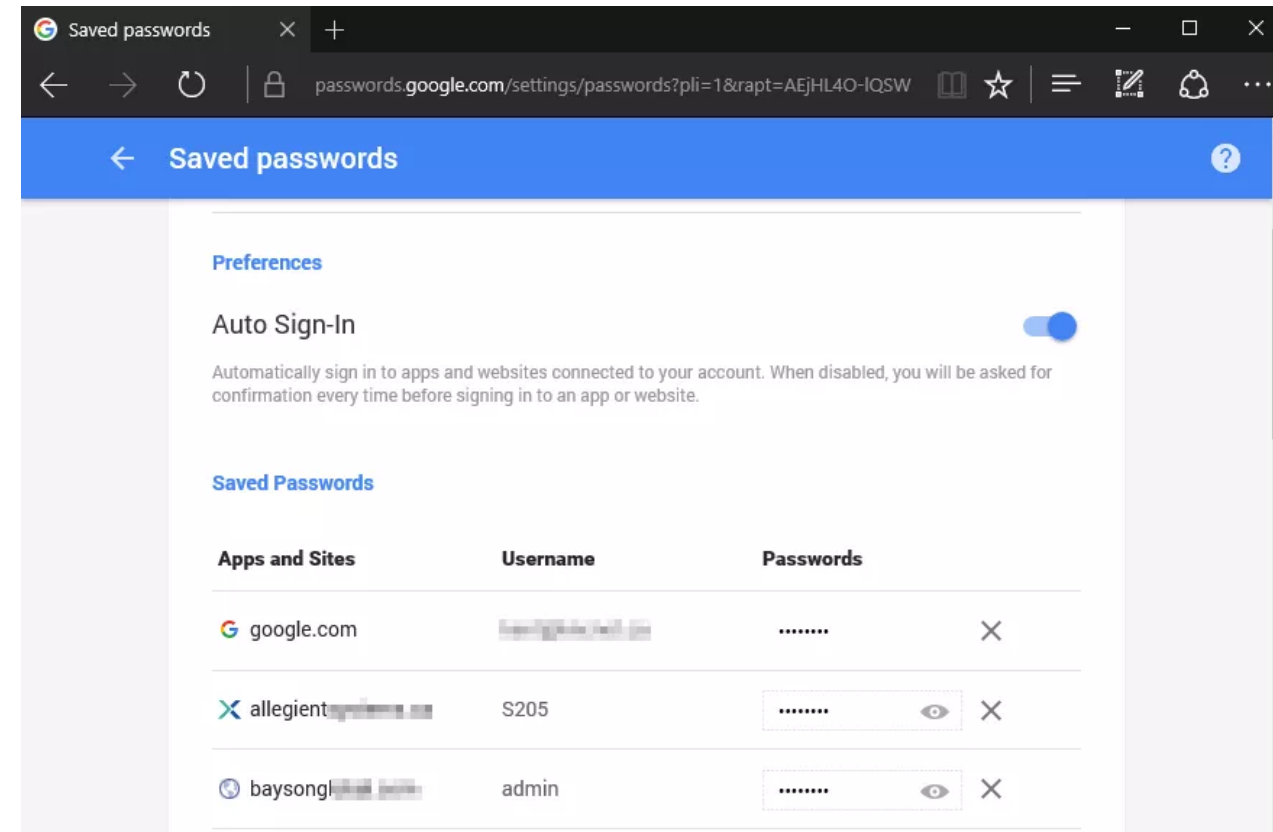 Saved passwords
passwords.google.com/settings/passwords?pli=1&rapt=AEjHL4O-lQSW
Saved passwords
Preferences
Auto Sign-In
Automatically sign in to apps and websites connected to your account. When disabled, you will be asked for
confirmation every time before signing in to an app or website.
Saved Passwords
Apps and Sites Username Passwords
google.com ••••••••
allegient S205 ••••••••
baysong admin ••••••••